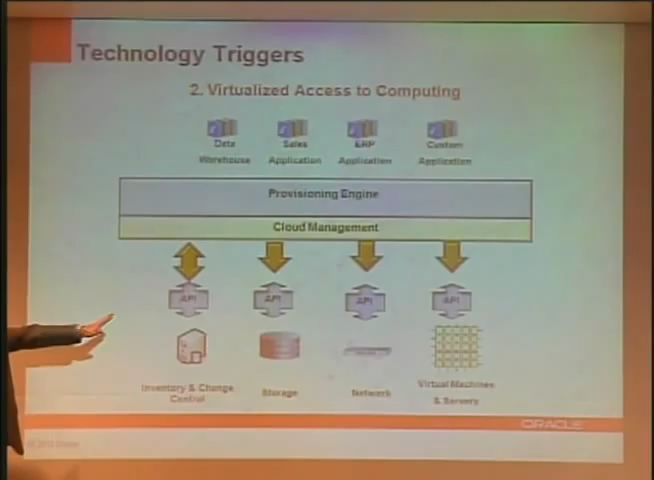 Technology Triggers
2. Virtualized Access to Computing
Data Warehouse
Sales Application
ERP Application
Custom Application
Provisioning Engine
Cloud Management
API
API
API
API
Inventory & Change
Control
Storage
Network
Virtual Machines
& Servers
ORACLE